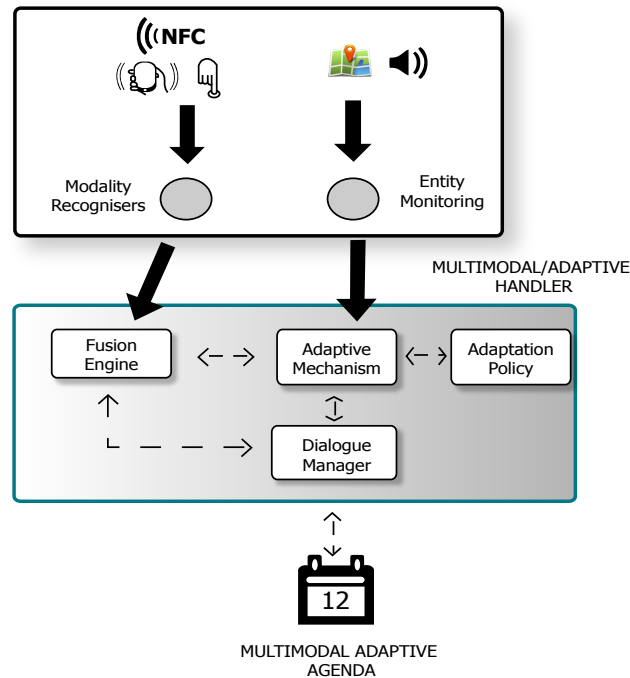 NFC
Modality
Recognisers
Entity
Monitoring
MULTIMODAL/ADAPTIVE
HANDLER
Fusion
Engine
Adaptive
Mechanism
Adaptation
Policy
Dialogue
Manager
12
MULTIMODAL ADAPTIVE
AGENDA